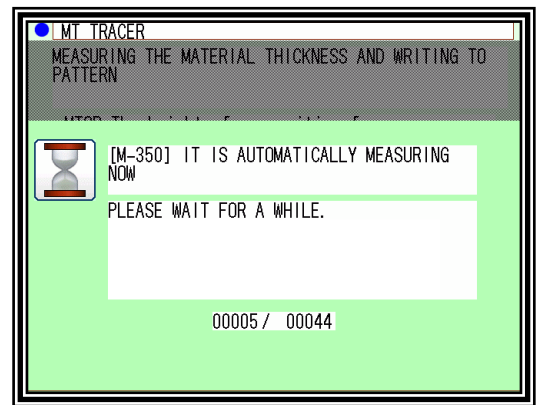 MT TRACER
MEASURING THE MATERIAL THICKNESS AND WRITING TO
PATTERN
[M-350] IT IS AUTOMATICALLY MEASURING
NOW
PLEASE WAIT FOR A WHILE.
00005/ 00044